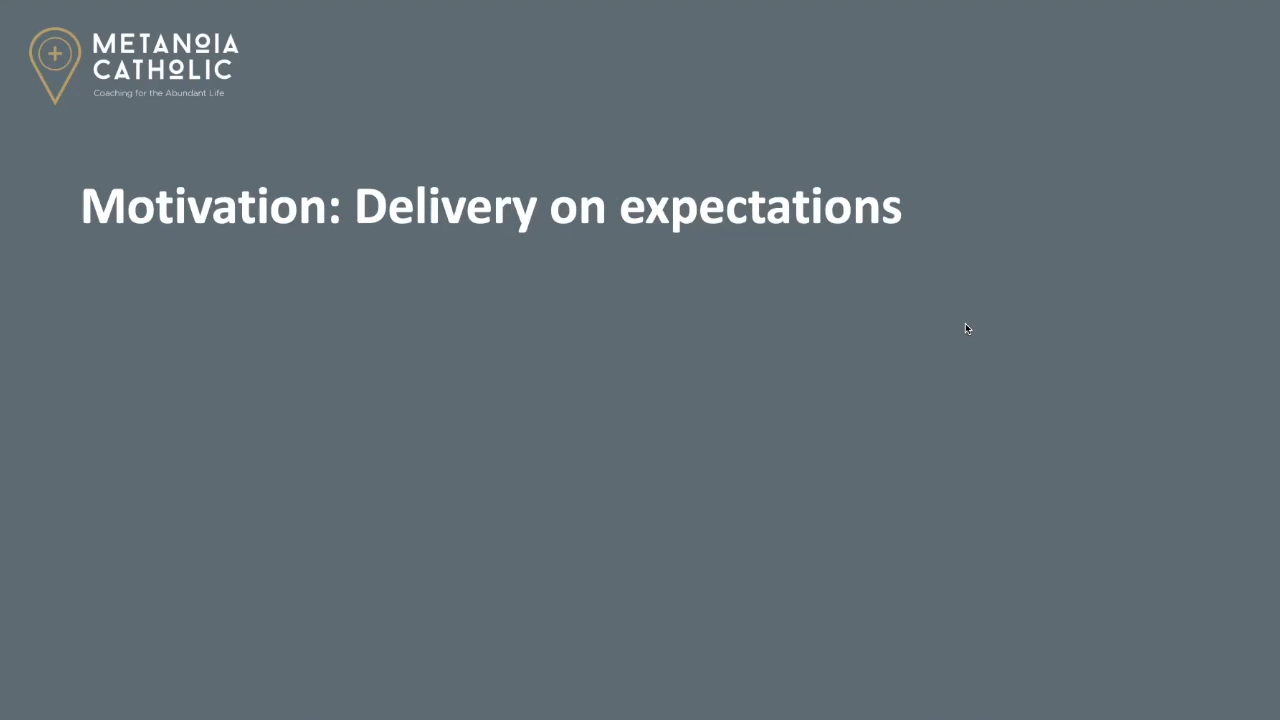 METANOIA
CATHOLIC
Coaching for the Abundant Life
Motivation: Delivery on expectations